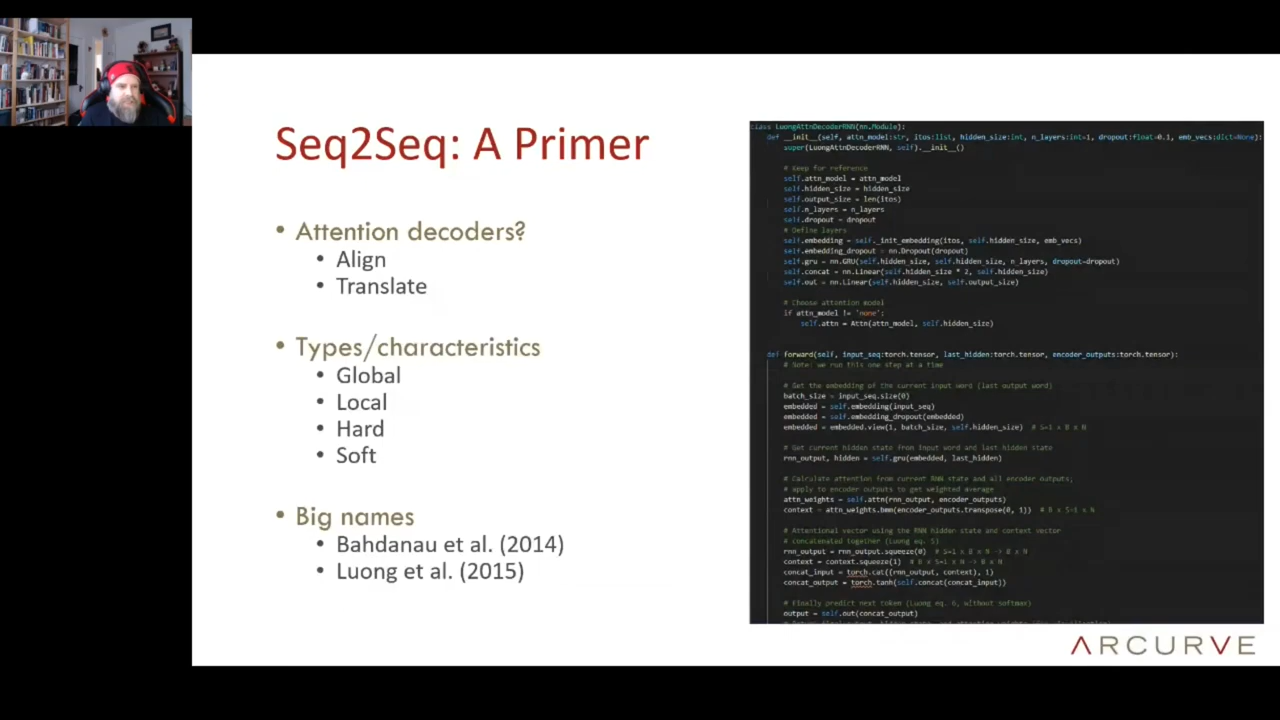 Seq2Seq: A Primer
• Attention decoders?
• Align
• Translate
• Types/characteristics
• Global
• Local
• Hard
• Soft
• Big names
• Bahdanau et al. (2014)
• Luong et al. (2015)
class LuongAttnDecoderRNN(nn.Module):
def __init__(self, attn_model:str, itos:list, hidden_size:int, n_layers:int=1, dropout:float=0.1, emb_vecs:dict=None):
super(LuongAttnDecoderRNN, self).__init__()
# Keep for reference
self.attn_model = attn_model
self.hidden_size = hidden_size
self.output_size = len(itos)
self.n_layers = n_layers
self.dropout = dropout
# Define layers
self.embedding = self._init_embedding(itos, self.hidden_size, emb_vecs)
self.embedding_dropout = nn.Dropout(dropout)
self.gru = nn.GRU(self.hidden_size, self.hidden_size, n_layers, dropout=dropout)
self.concat = nn.Linear(self.hidden_size * 2, self.hidden_size)
self.out = nn.Linear(self.hidden_size, self.output_size)
# Choose attention model
if attn_model != 'none':
self.attn = Attn(attn_model, self.hidden_size)
def forward(self, input_seq:torch.tensor, last_hidden:torch.tensor, encoder_outputs:torch.tensor):
# Note: we run this one step at a time
# Get the embedding of the current input word (last output word)
batch_size = input_seq.size(0)
embedded = self.embedding(input_seq)
embedded = self.embedding_dropout(embedded)
embedded = embedded.view(1, batch_size, self.hidden_size) # S=1 x B x N
# Get current hidden state from input word and last hidden state
rnn_output, hidden = self.gru(embedded, last_hidden)
# Calculate attention from current RNN state and all encoder outputs;
# apply to encoder outputs to get weighted average
attn_weights = self.attn(rnn_output, encoder_outputs)
context = attn_weights.bmm(encoder_outputs.transpose(0, 1)) # B x S=1 x N
# Attentional vector using the RNN hidden state and context vector
# concatenated together (Luong eq. 5)
rnn_output = rnn_output.squeeze(0) # S=1 x B x N -> B x N
context = context.squeeze(1) # B x S=1 x N -> B x N
concat_input = torch.cat((rnn_output, context), 1)
concat_output = torch.tanh(self.concat(concat_input))
# Finally predict next token (Luong eq. 6, without softmax)
output = self.out(concat_output)
ARCURVE